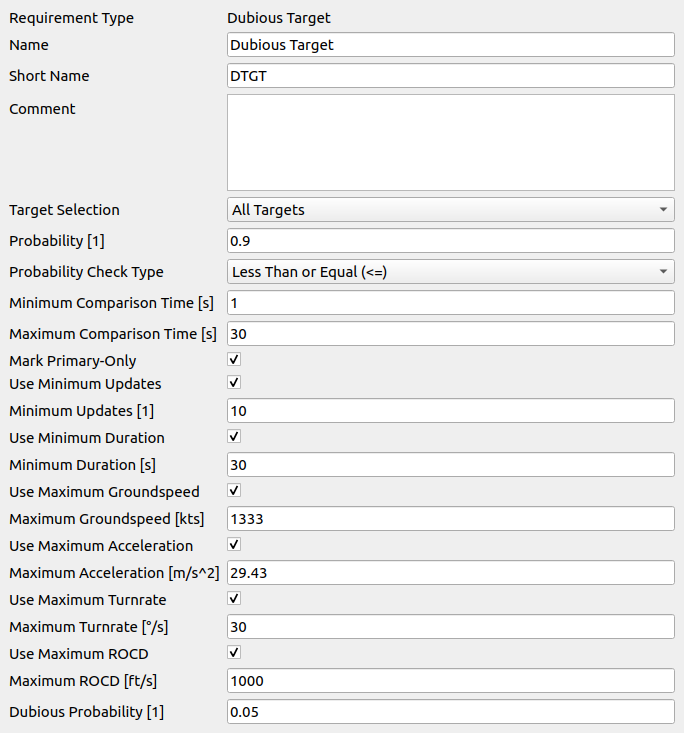 Requirement Type Dubious Target
Name Dubious Target
Short Name DTGT
Comment
Target Selection All Targets
Probability [1] 0.9
Probability Check Type Less Than or Equal (<=)
Minimum Comparison Time [s] 1
Maximum Comparison Time [s] 30
Mark Primary-Only
Use Minimum Updates
Minimum Updates [1] 10
Use Minimum Duration
Minimum Duration [s] 30
Use Maximum Groundspeed
Maximum Groundspeed [kts] 1333
Use Maximum Acceleration
Maximum Acceleration [m/s^2] 29.43
Use Maximum Turnrate
Maximum Turnrate [°/s] 30
Use Maximum ROCD
Maximum ROCD [ft/s] 1000
Dubious Probability [1] 0.05